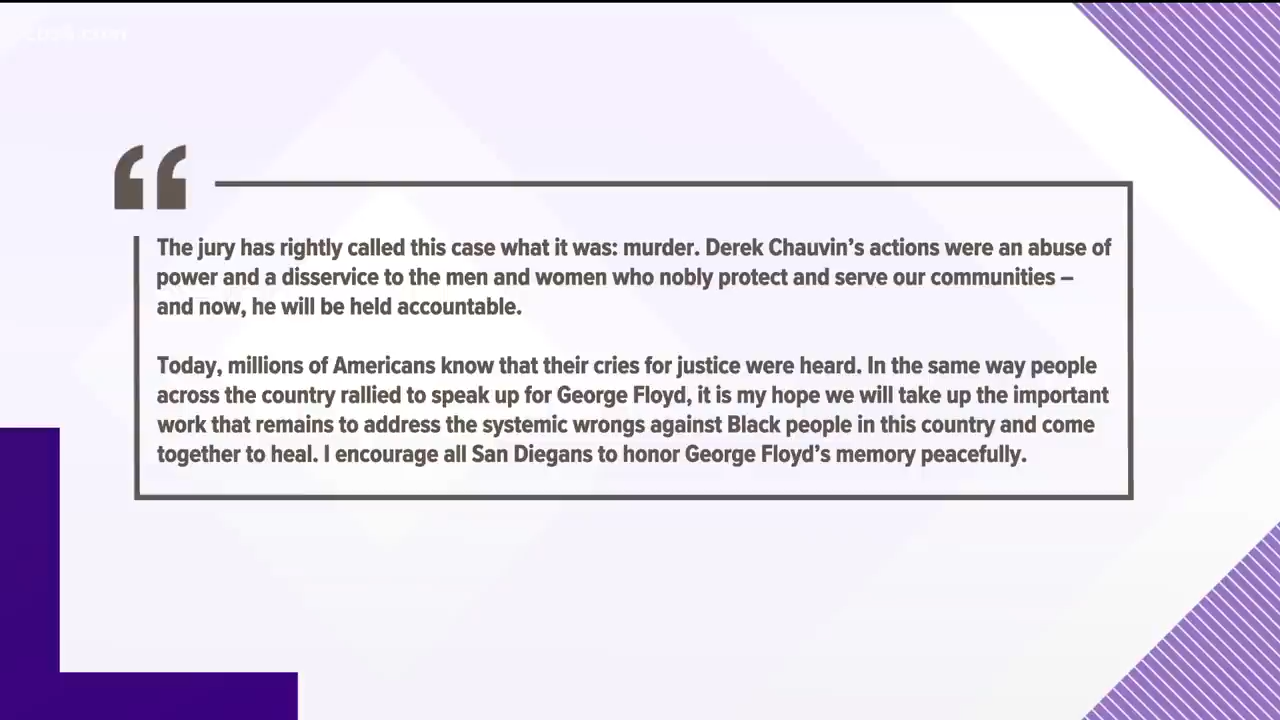 “
The jury has rightly called this case what it was: murder. Derek Chauvin’s actions were an abuse of
power and a disservice to the men and women who nobly protect and serve our communities –
and now, he will be held accountable.
Today, millions of Americans know that their cries for justice were heard. In the same way people
across the country rallied to speak up for George Floyd, it is my hope we will take up the important
work that remains to address the systemic wrongs against Black people in this country and come
together to heal. I encourage all San Diegans to honor George Floyd’s memory peacefully.